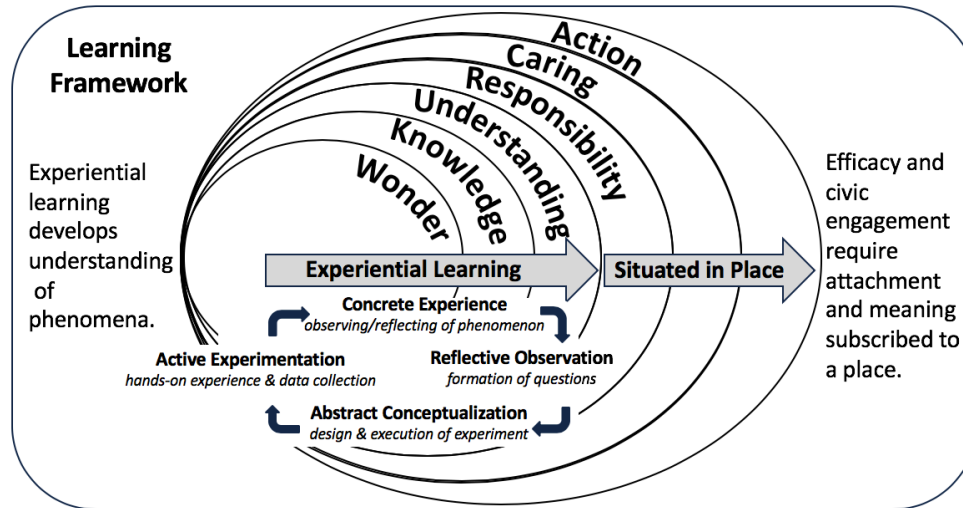 Learning
Framework
Action
Caring
Responsibility
Understanding
Knowledge
Wonder
Experiential
learning
develops
understanding
of
phenomena.
Experiential Learning
Situated in Place
Concrete Experience
observing/reflecting of phenomenon
Active Experimentation
hands-on experience & data collection
Reflective Observation
formation of questions
Abstract Conceptualization
design & execution of experiment
Efficacy and
civic
engagement
require
attachment
and meaning
subscribed to
a place.